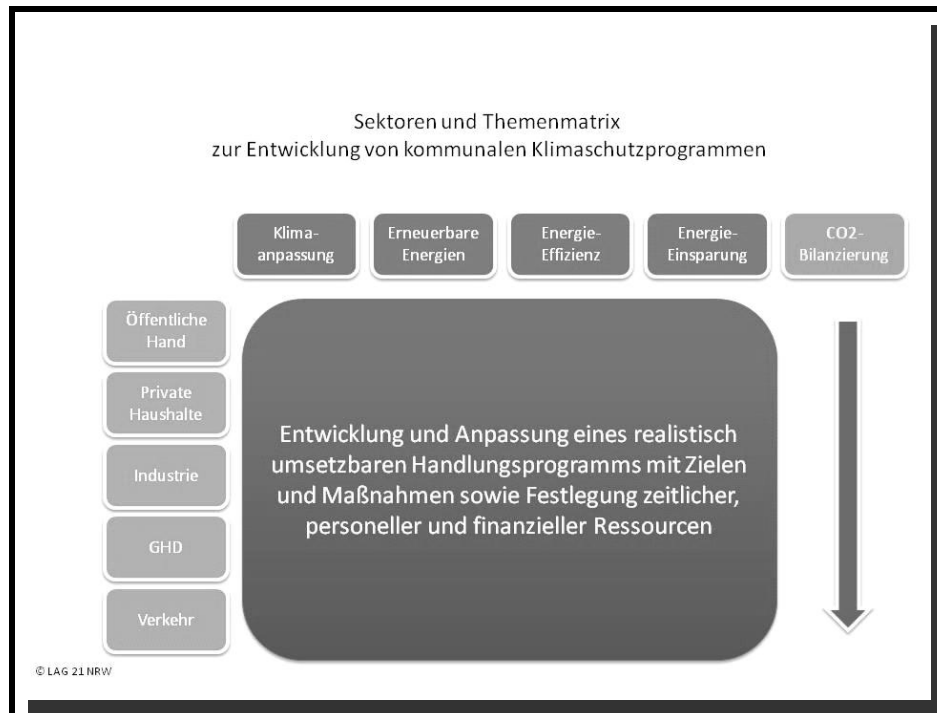 Sektoren und Themenmatrix
zur Entwicklung von kommunalen Klimaschutzprogrammen
Klima-
anpassung
Erneuerbare
Energien
Energie-
Effizienz
Energie-
Einsparung
CO2-
Bilanzierung
Öffentliche
Hand
Private
Haushalte
Industrie
GHD
Verkehr
Entwicklung und Anpassung eines realistisch
umsetzbaren Handlungsprogramms mit Zielen
und Maßnahmen sowie Festlegung zeitlicher,
personeller und finanzieller Ressourcen
© LAG 21 NRW